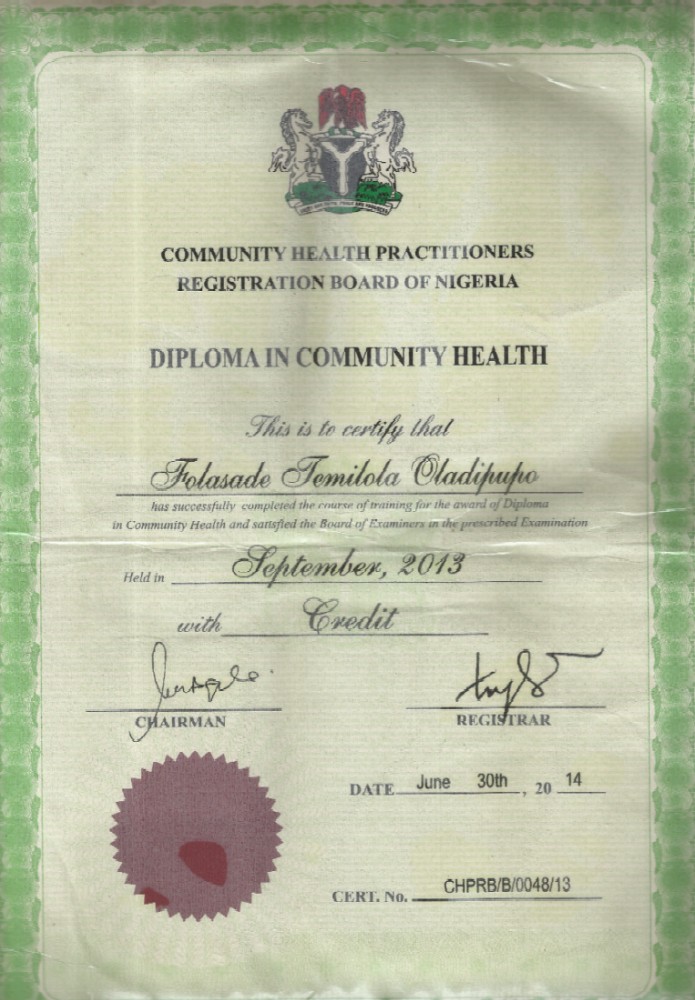 COMMUNITY HEALTH PRACTITIONERS
REGISTRATION BOARD OF NIGERIA
DIPLOMA IN COMMUNITY HEALTH
This is to certify that
Folasade Temilola Oladipupo
has successfully completed the course of training for the award of Diploma
in Community Health and satisfied the Board of Examiners in the prescribed Examination
Held in September, 2013
with Credit
CHAIRMAN REGISTRAR
DATE June 30th, 20 14
CERT. No. CHPRB/B/0048/13